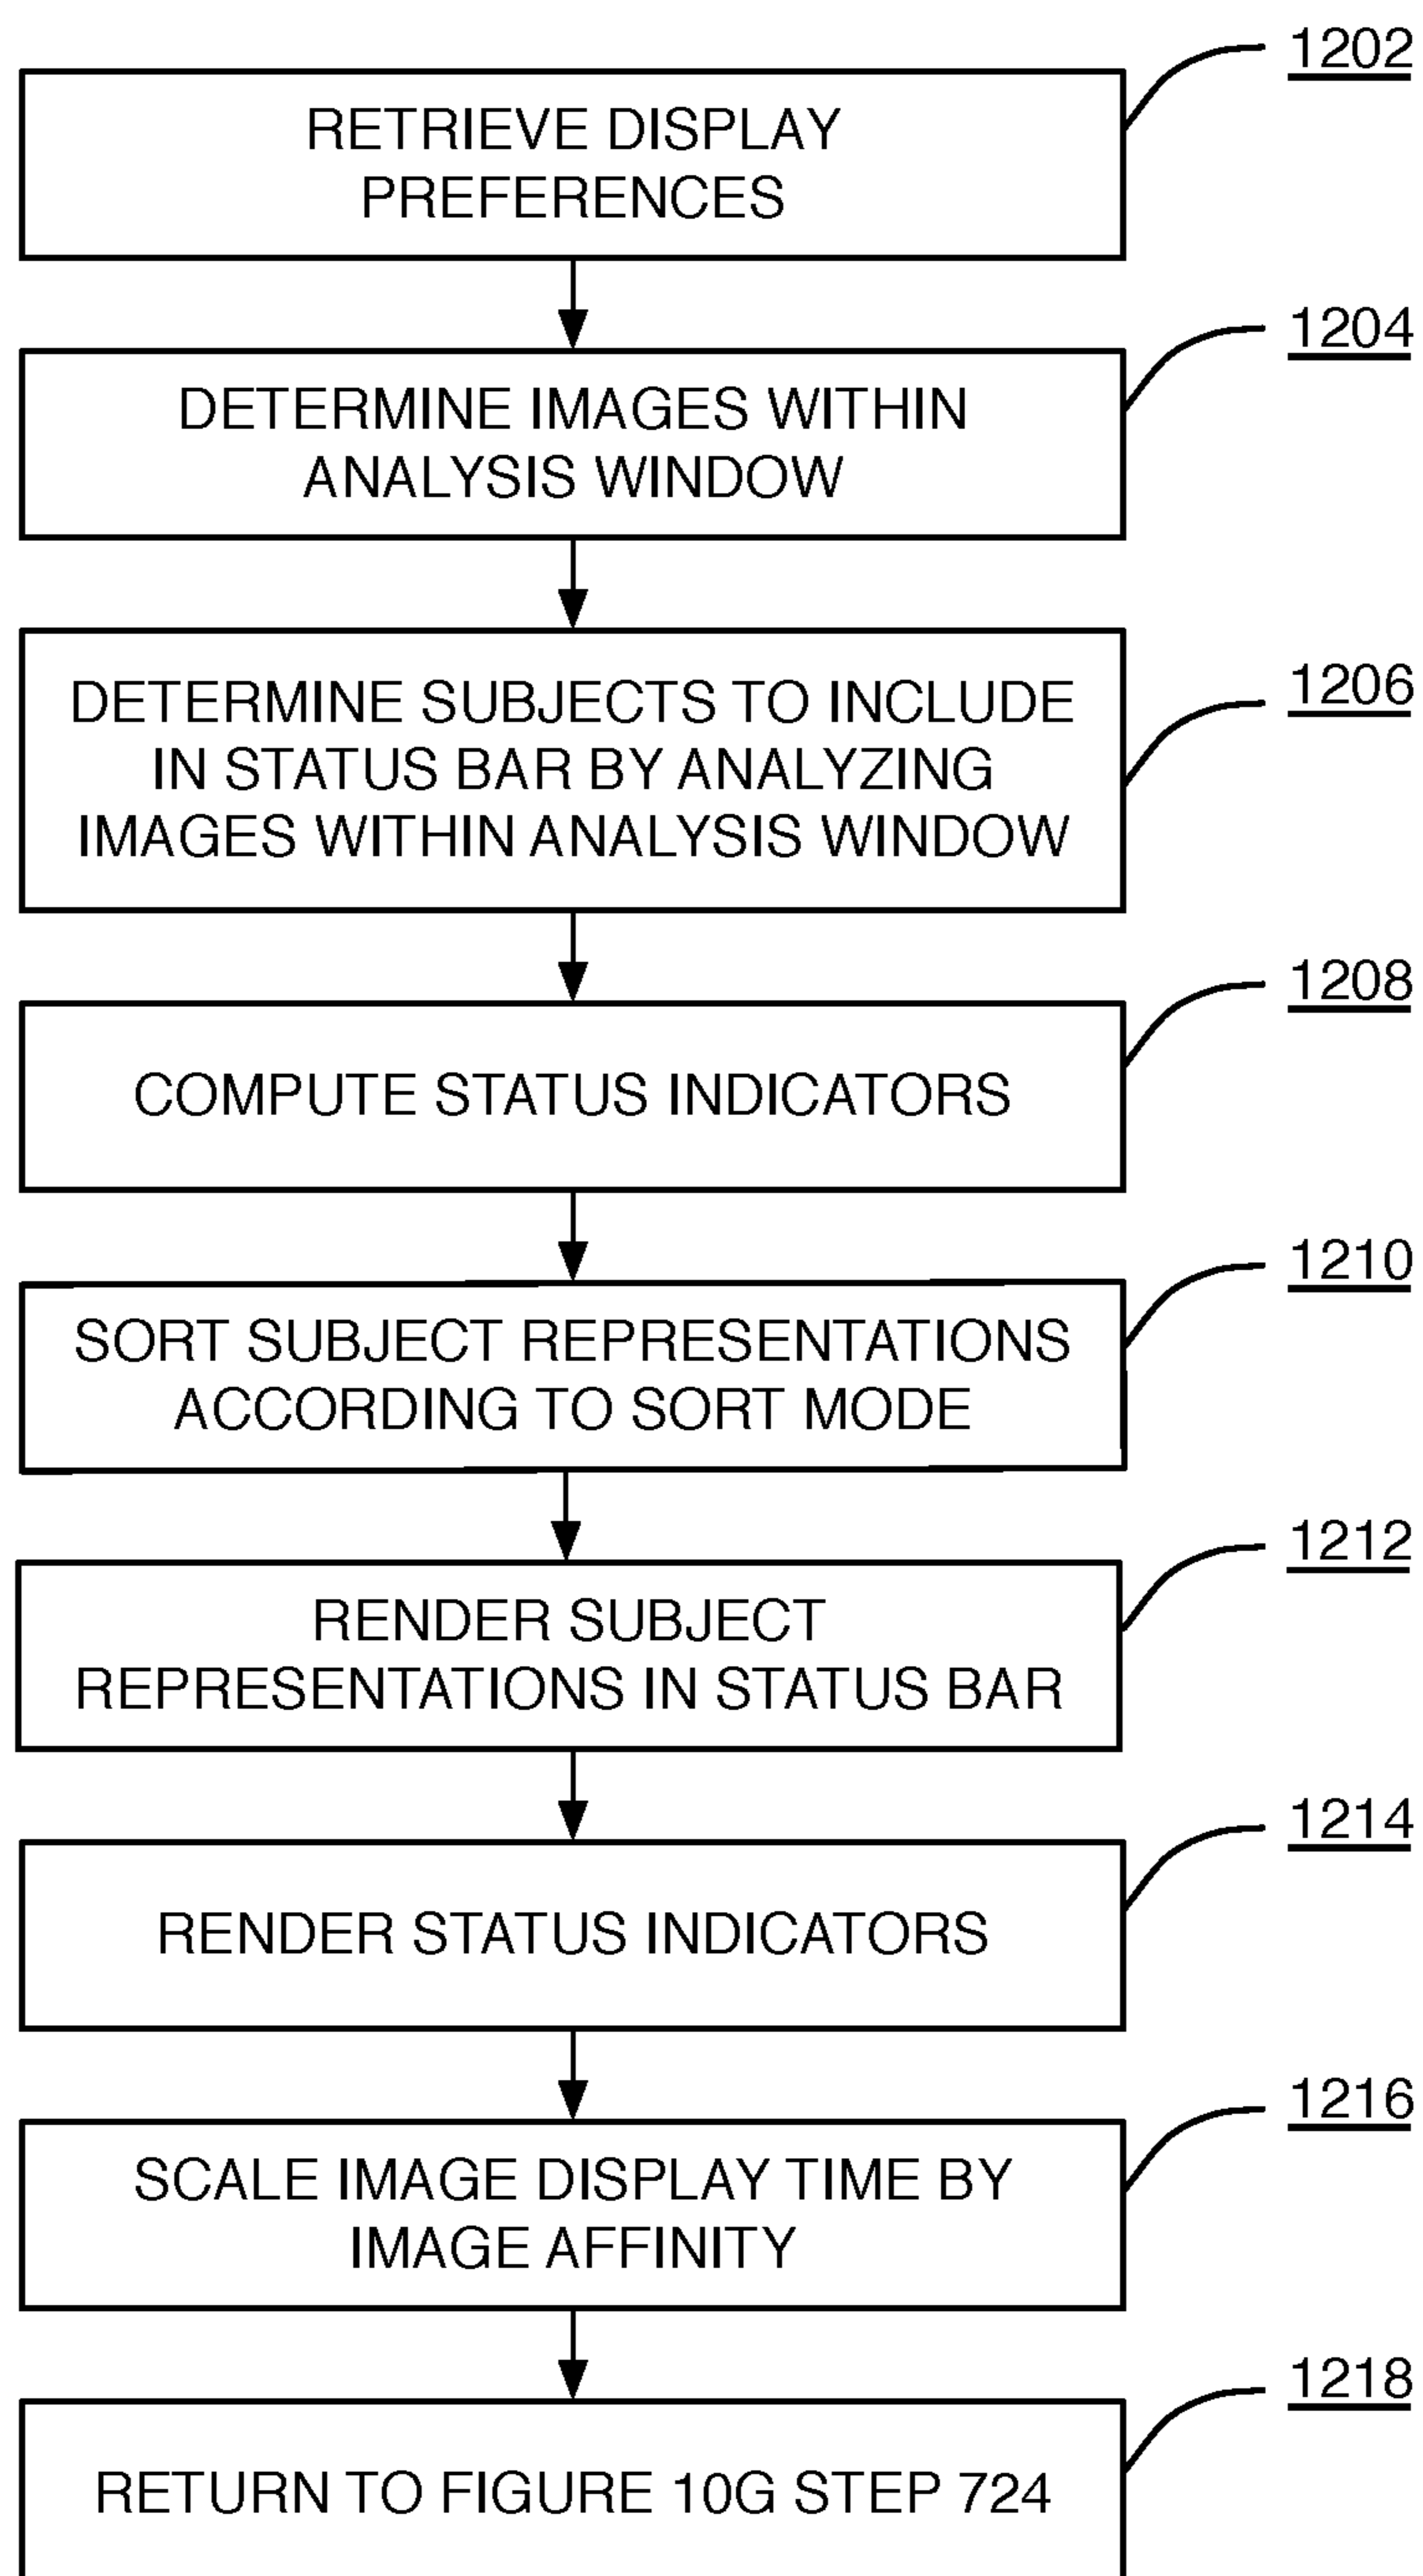 1202
RETRIEVE DISPLAY
PREFERENCES
1204
DETERMINE IMAGES WITHIN
ANALYSIS WINDOW
1206
DETERMINE SUBJECTS TO INCLUDE
IN STATUS BAR BY ANALYZING
IMAGES WITHIN ANALYSIS WINDOW
1208
COMPUTE STATUS INDICATORS
1210
SORT SUBJECT REPRESENTATIONS
ACCORDING TO SORT MODE
1212
RENDER SUBJECT
REPRESENTATIONS IN STATUS BAR
1214
RENDER STATUS INDICATORS
1216
SCALE IMAGE DISPLAY TIME BY
IMAGE AFFINITY
1218
RETURN TO FIGURE 10G STEP 724